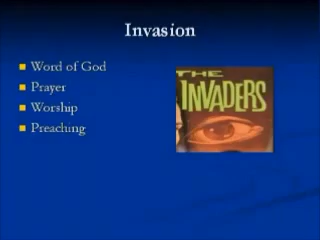 Invasion
Word of God
Prayer
Worship
Preaching
THE
INVADERS